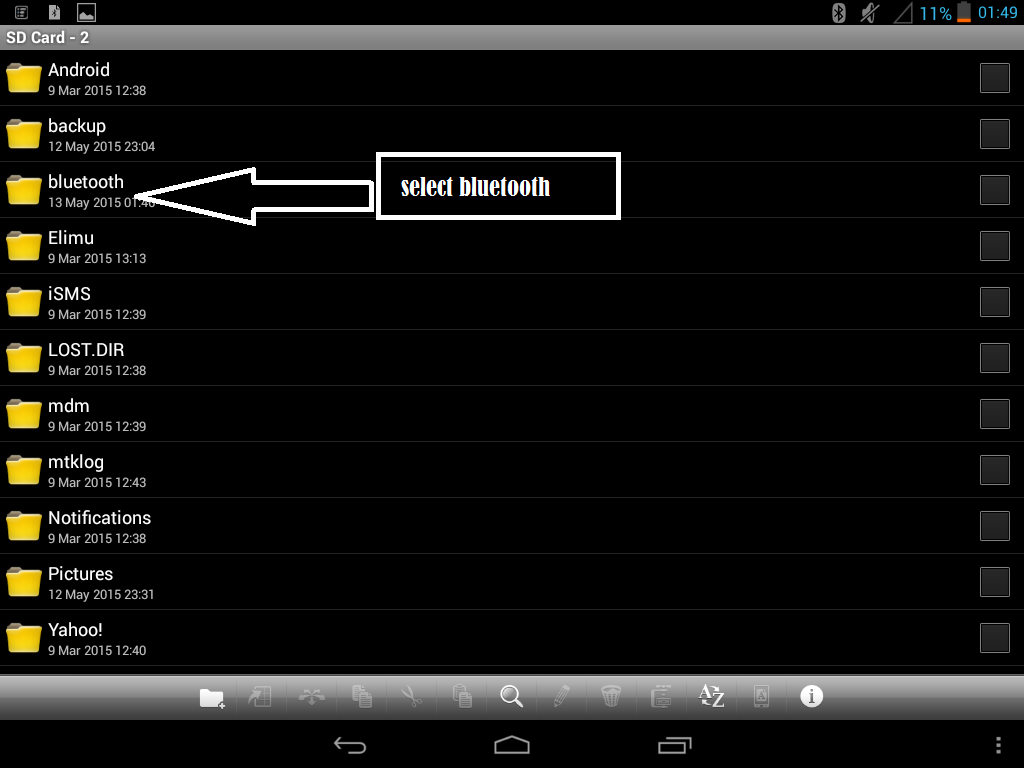 11% 01:49
SD Card - 2
Android
9 Mar 2015 12:38
backup
12 May 2015 23:04
bluetooth
13 May 2015 01:46
select bluetooth
Elimu
9 Mar 2015 13:13
iSMS
9 Mar 2015 12:39
LOST.DIR
9 Mar 2015 12:38
mdm
9 Mar 2015 12:39
mtklog
9 Mar 2015 12:43
Notifications
9 Mar 2015 12:38
Pictures
12 May 2015 23:31
Yahoo!
9 Mar 2015 12:40
AZ